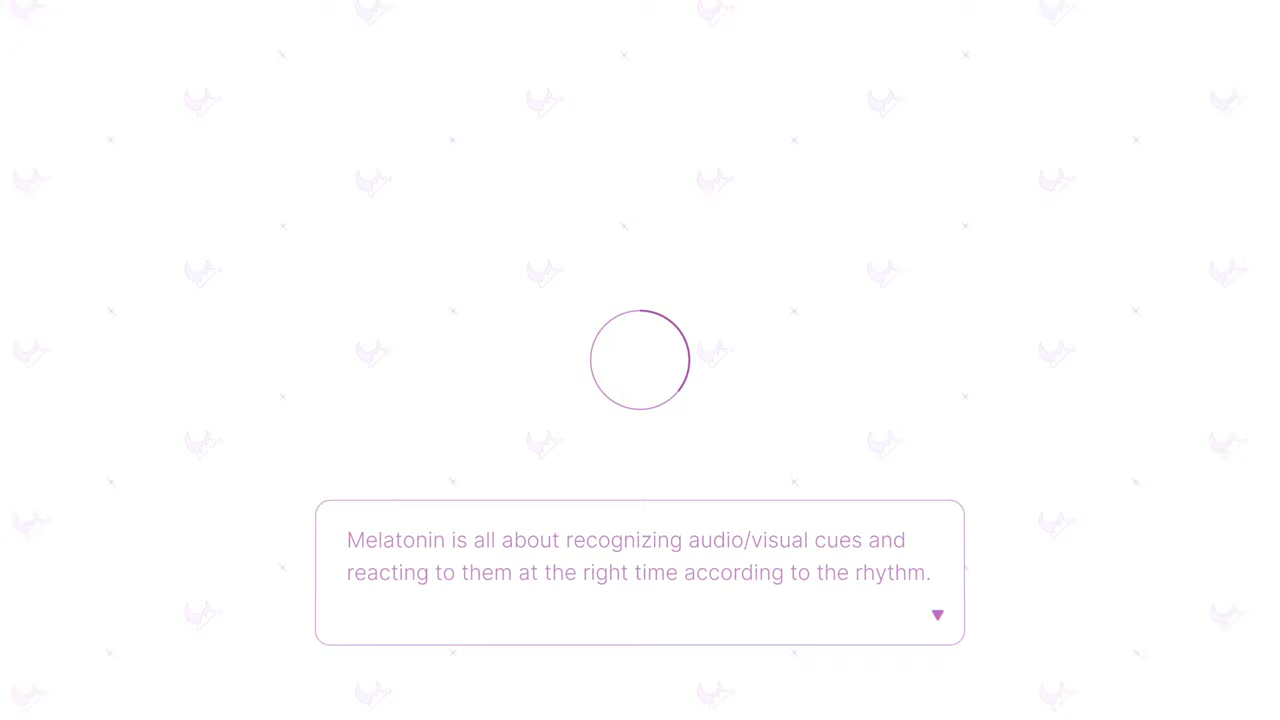 Melatonin is all about recognizing audio/visual cues and
reacting to them at the right time according to the rhythm.